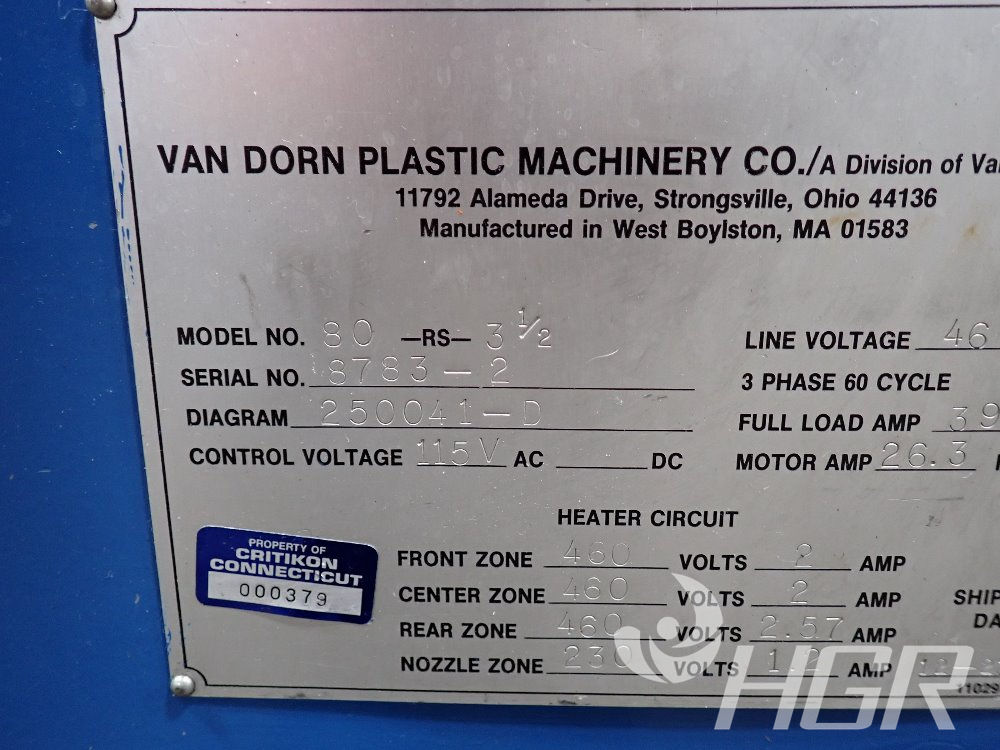 VAN DORN PLASTIC MACHINERY CO./A Division of Va
11792 Alameda Drive, Strongsville, Ohio 44136
Manufactured in West Boylston, MA 01583
MODEL NO. 80 -RS- 3 1/2
LINE VOLTAGE 46
SERIAL NO. 8783-2
3 PHASE 60 CYCLE
DIAGRAM 250041-D
FULL LOAD AMP 39
CONTROL VOLTAGE 115V AC DC
MOTOR AMP 26.3
HEATER CIRCUIT
PROPERTY OF
CRITIKON
CONNECTICUT
000379
FRONT ZONE 460 VOLTS 2 AMP
CENTER ZONE 460 VOLTS 2 AMP
SHIP
REAR ZONE 460 VOLTS 2.57 AMP
DA
NOZZLE ZONE 230 VOLTS 1.2 AMP
11029
HGR